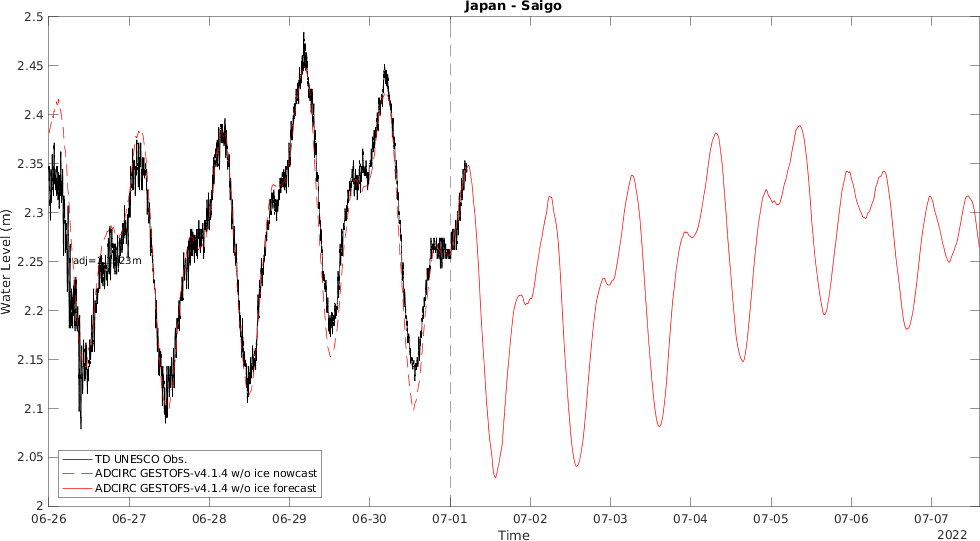 Japan - Saigo
2.5
2.45
2.4
2.35
2.3
2.25
2.2
2.15
2.1
2.05
2
Water Level (m)
TD UNESCO Obs.
ADCIRC GESTOFS-v4.1.4 w/o ice nowcast
ADCIRC GESTOFS-v4.1.4 w/o ice forecast
06-26 06-27 06-28 06-29 06-30 07-01 07-02 07-03 07-04 07-05 07-06 07-07
Time
2022